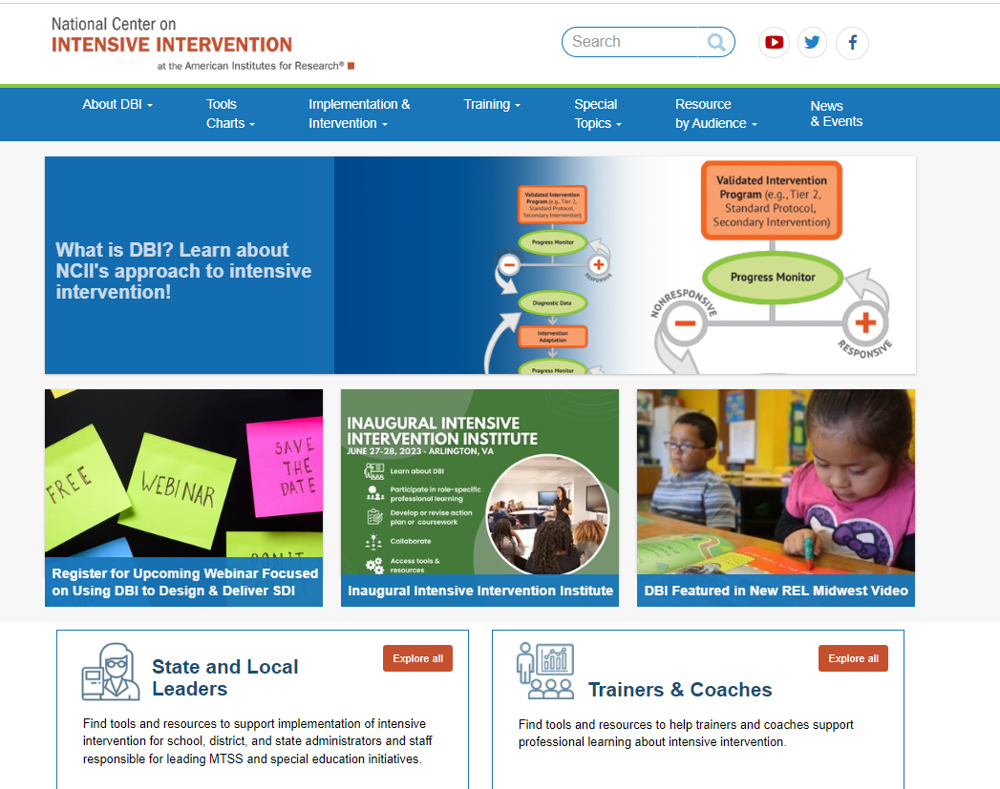 National Center on
INTENSIVE INTERVENTION
at the American Institutes for Research®
Search
About DBI
Tools
Charts
Implementation &
Intervention
Training
Special
Topics
Resource
by Audience
News
& Events
What is DBI? Learn about
NCII's approach to intensive
intervention!
Validated Intervention
Program (e.g., Tier 2,
Standard Protocol,
Secondary Intervention)
Progress Monitor
RESPONSIVE
Diagnostic Data
Intervention
Adaptation
Progress Monitor
Validated Intervention
Program (e.g., Tier 2,
Standard Protocol,
Secondary Intervention)
Progress Monitor
NONRESPONSIVE
RESPONSIVE
FREE
WEBINAR
SAVE
THE
DATE
DON'T
Register for Upcoming Webinar Focused
on Using DBI to Design & Deliver SDI
INAUGURAL INTENSIVE
INTERVENTION INSTITUTE
JUNE 27-28, 2023 - ARLINGTON, VA
Learn about DBI
Participate in role-specific
professional learning
Develop or revise action
plan or coursework
Collaborate
Access tools &
resources
Inaugural Intensive Intervention Institute
DBI Featured in New REL Midwest Video
State and Local
Leaders
Explore all
Find tools and resources to support implementation of intensive
intervention for school, district, and state administrators and staff
responsible for leading MTSS and special education initiatives.
Trainers & Coaches
Explore all
Find tools and resources to help trainers and coaches support
professional learning about intensive intervention.